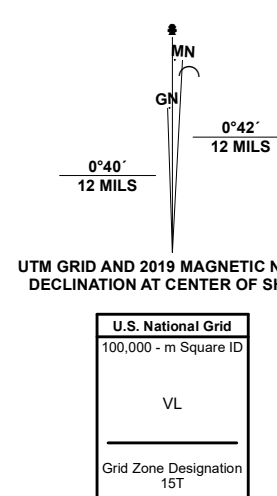 MN
GN
0°42´
12 MILS
0°40´
12 MILS
UTM GRID AND 2019 MAGNETIC N
DECLINATION AT CENTER OF S
U.S. National Grid
100,000 - m Square ID
VL
Grid Zone Designation
15T